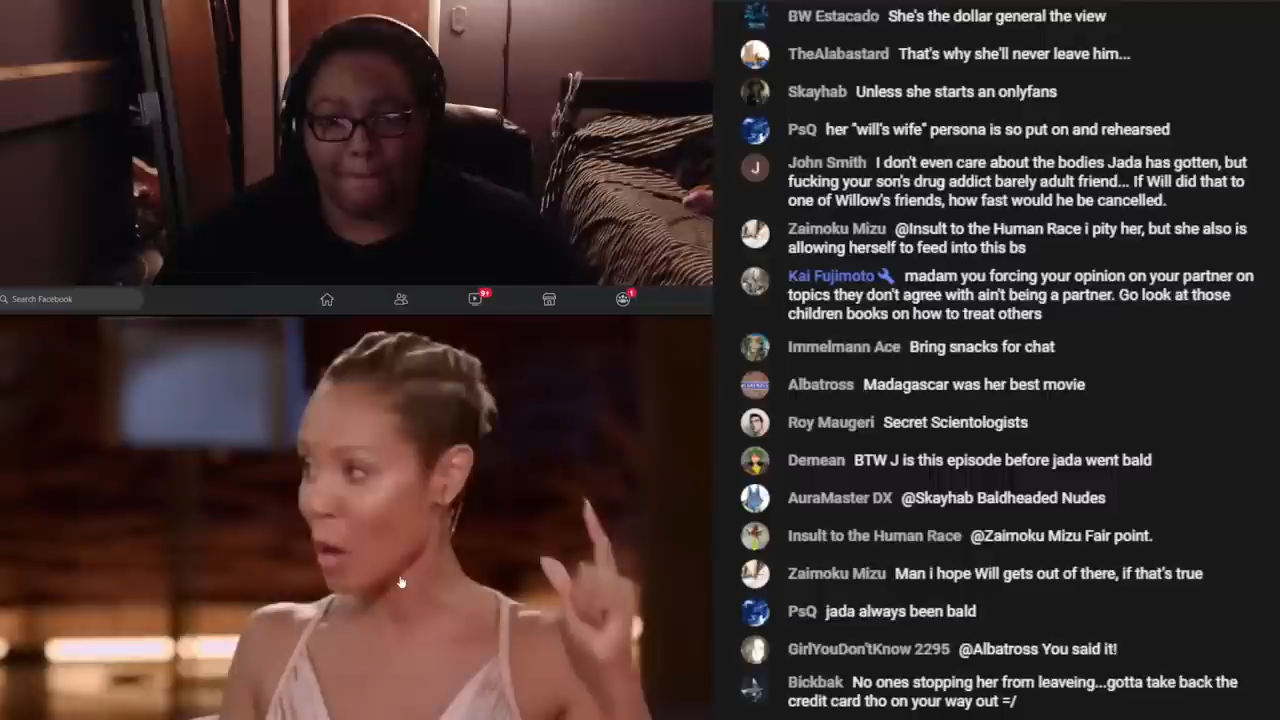 BW Estacado She's the dollar general the view
TheAlabastard That's why she'll never leave him...
Skayhab Unless she starts an onlyfans
PsQ her "will's wife" persona is so put on and rehearsed
John Smith I don't even care about the bodies Jada has gotten, but
fucking your son's drug addict barely adult friend... If Will did that to
one of Willow's friends, how fast would he be cancelled.
Zaimoku Mizu @Insult to the Human Race i pity her, but she also is
allowing herself to feed into this bs
Kai Fujimoto madam you forcing your opinion on your partner on
topics they don't agree with ain't being a partner. Go look at those
children books on how to treat others
Immelmann Ace Bring snacks for chat
Albatross Madagascar was her best movie
Roy Maugeri Secret Scientologists
Demean BTW J is this episode before jada went bald
AuraMaster DX @Skayhab Baldheaded Nudes
Insult to the Human Race @Zaimoku Mizu Fair point.
Zaimoku Mizu Man i hope Will gets out of there, if that's true
PsQ jada always been bald
GirlYouDon'tKnow 2295 @Albatross You said it!
Bickbak No ones stopping her from leaveing...gotta take back the
credit card tho on your way out =/
J
Search Facebook
9+
1